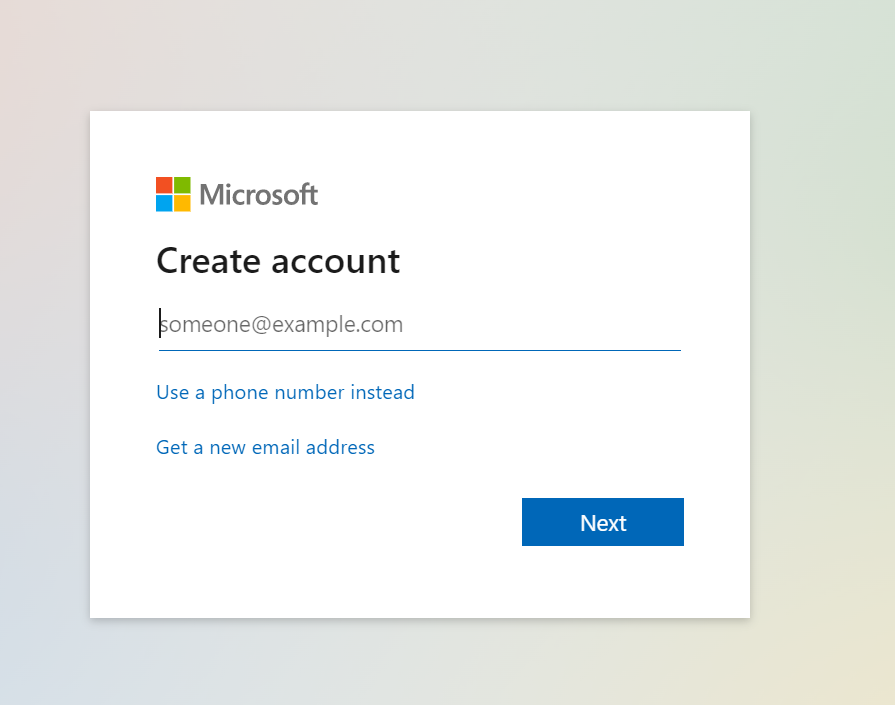 Microsoft
Create account
someone@example.com
Use a phone number instead
Get a new email address
Next